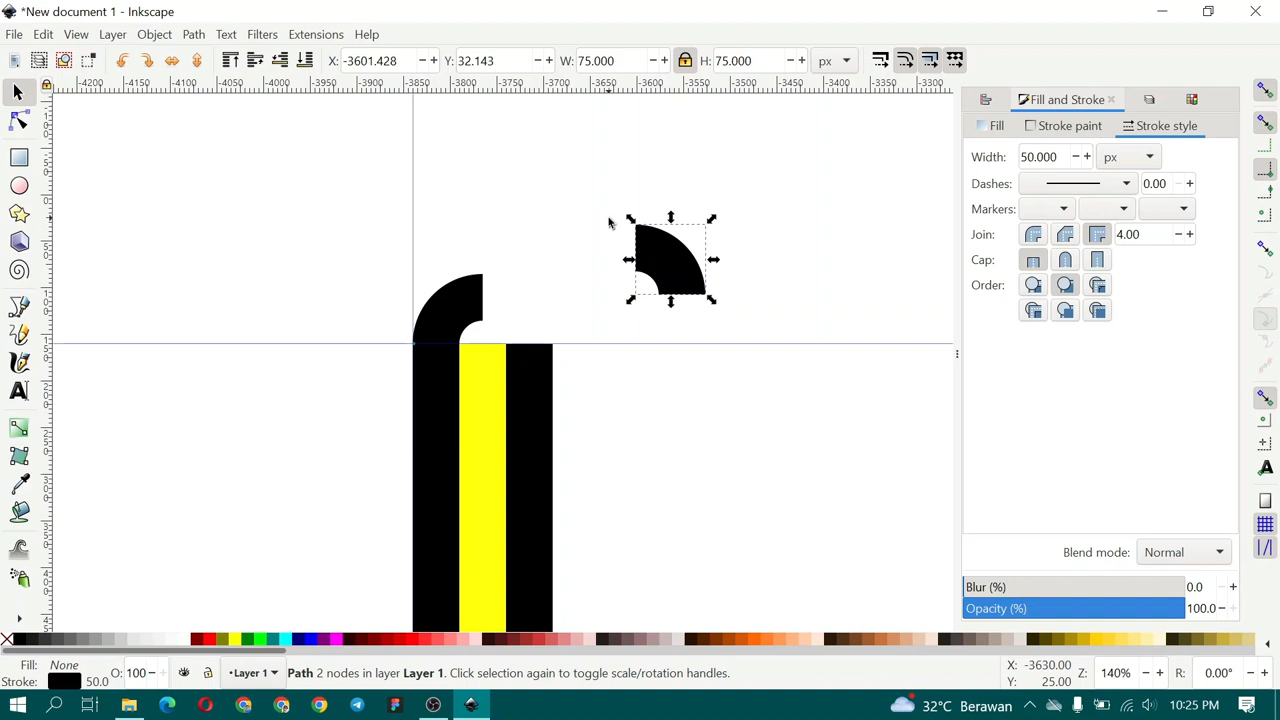 *New document 1 - Inkscape
File Edit View Layer Object Path Text Filters Extensions Help
X: -3601.428 Y: 32.143 W: 75.000 H: 75.000 px
-4200 -4150 -4100 -4050 -4000 -3950 -3900 -3850 -3800 -3750 -3700 -3650 -3600 -3550 -3500 -3450 -3400 -3350 -3300
Fill and Stroke
Fill Stroke paint Stroke style
Width: 50.000 px
Dashes: 0.00
Markers:
Join: 4.00
Cap:
Order:
Blend mode: Normal
Blur (%) 0.0
Opacity (%) 100.0
Fill: None
Stroke: 50.0
O: 100
Layer 1
Path 2 nodes in layer Layer 1. Click selection again to toggle scale/rotation handles.
X: -3630.00
Y: 25.00
Z: 140%
R: 0.00°
32°C Berawan
10:25 PM